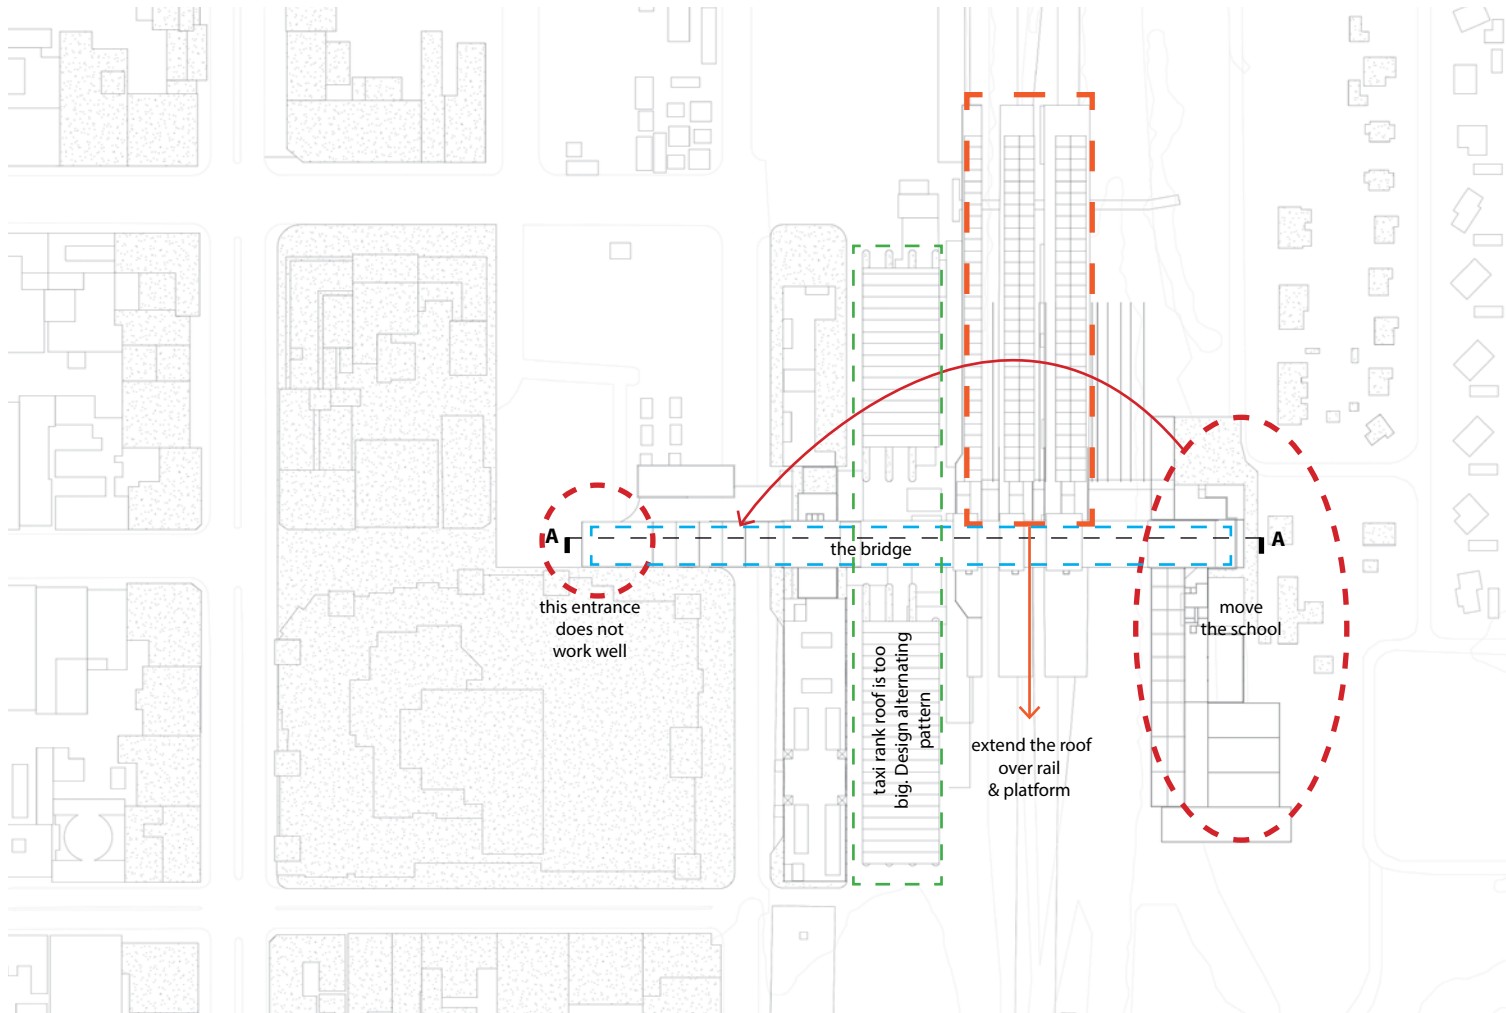 A
the bridge
A
this entrance
does not
work well
move
the school
taxi rank roof is too
big. Design alternating
pattern
extend the roof
over rail
& platform